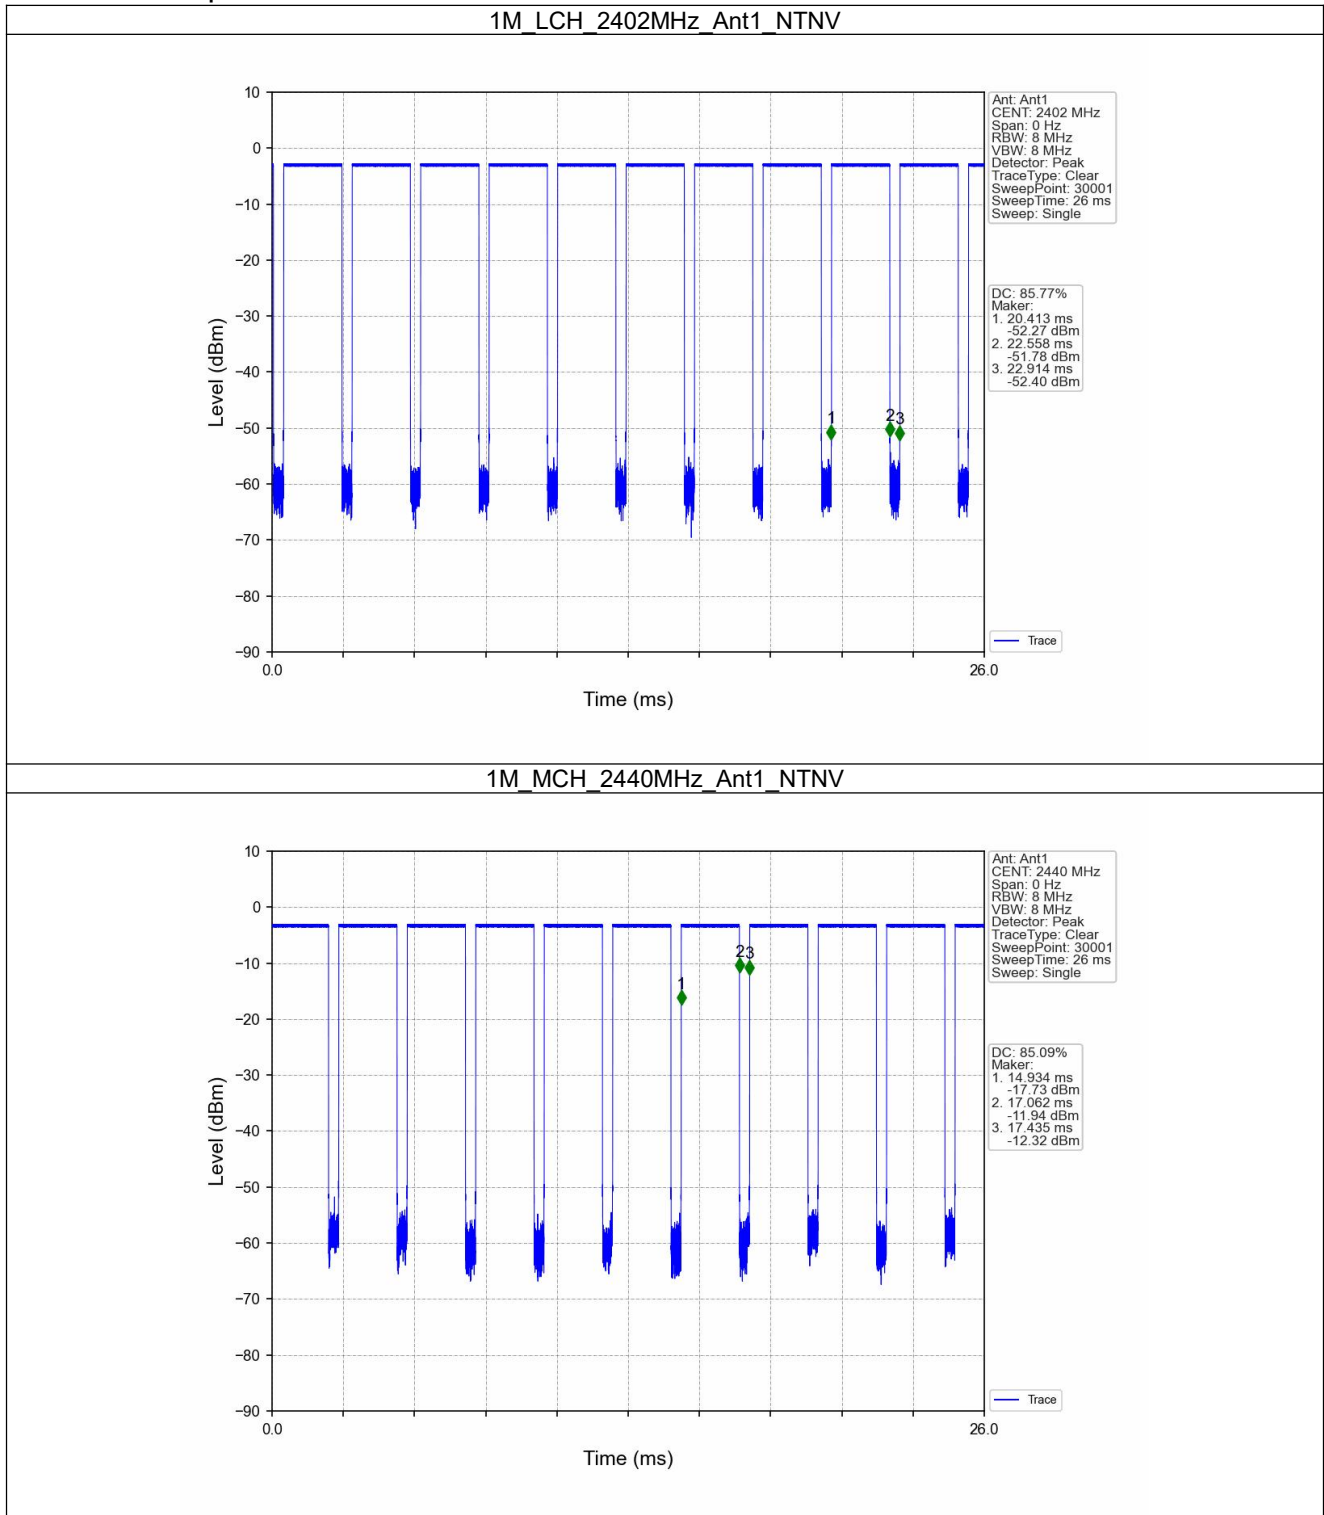 1M_LCH_2402MHz_Ant1_NTNV
10
0
−10
−20
−30
−40
−50
−60
−70
−80
−90
Level (dBm)
0.0
26.0
Time (ms)
1
2
3
Ant: Ant1
CENT: 2402 MHz
Span: 0 Hz
RBW: 8 MHz
VBW: 8 MHz
Detector: Peak
TraceType: Clear
SweepPoint: 30001
SweepTime: 26 ms
Sweep: Single
DC: 85.77%
Maker:
1. 20.413 ms
-52.27 dBm
2. 22.558 ms
-51.78 dBm
3. 22.914 ms
-52.40 dBm
Trace
1M_MCH_2440MHz_Ant1_NTNV
10
0
−10
−20
−30
−40
−50
−60
−70
−80
−90
Level (dBm)
0.0
26.0
Time (ms)
1
2
3
Ant: Ant1
CENT: 2440 MHz
Span: 0 Hz
RBW: 8 MHz
VBW: 8 MHz
Detector: Peak
TraceType: Clear
SweepPoint: 30001
SweepTime: 26 ms
Sweep: Single
DC: 85.09%
Maker:
1. 14.934 ms
-17.73 dBm
2. 17.062 ms
-11.94 dBm
3. 17.435 ms
-12.32 dBm
Trace